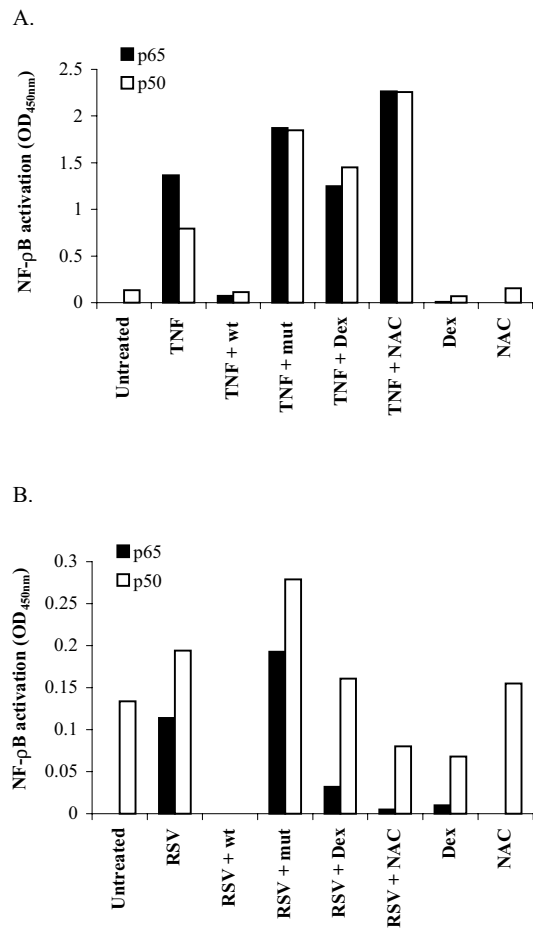 A.
p65
p50
NF-ρB activation (OD450nm)
2.5
2
1.5
1
0.5
0
Untreated
TNF
TNF + wt
TNF + mut
TNF + Dex
TNF + NAC
Dex
NAC
B.
p65
p50
NF-ρB activation (OD450nm)
0.3
0.25
0.2
0.15
0.1
0.05
0
Untreated
RSV
RSV + wt
RSV + mut
RSV + Dex
RSV + NAC
Dex
NAC